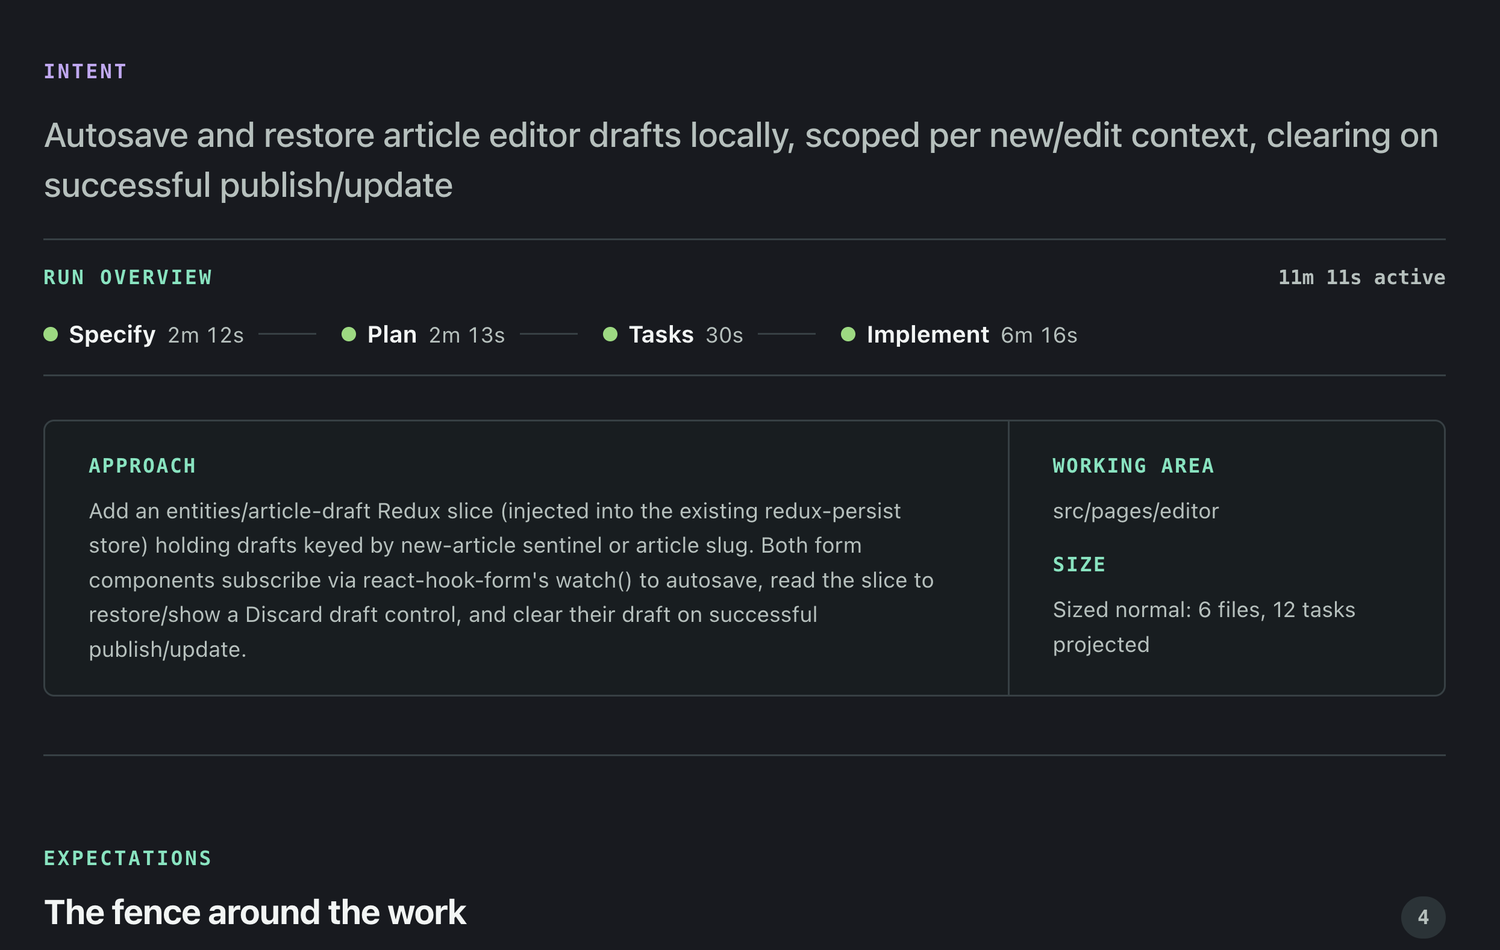 INTENT
Autosave and restore article editor drafts locally, scoped per new/edit context, clearing on
successful publish/update
RUN OVERVIEW
11m 11s active
Specify 2m 12s
Plan 2m 13s
Tasks 30s
Implement 6m 16s
APPROACH
Add an entities/article-draft Redux slice (injected into the existing redux-persist
store) holding drafts keyed by new-article sentinel or article slug. Both form
components subscribe via react-hook-form's watch() to autosave, read the slice to
restore/show a Discard draft control, and clear their draft on successful
publish/update.
WORKING AREA
src/pages/editor
SIZE
Sized normal: 6 files, 12 tasks
projected
EXPECTATIONS
The fence around the work
4